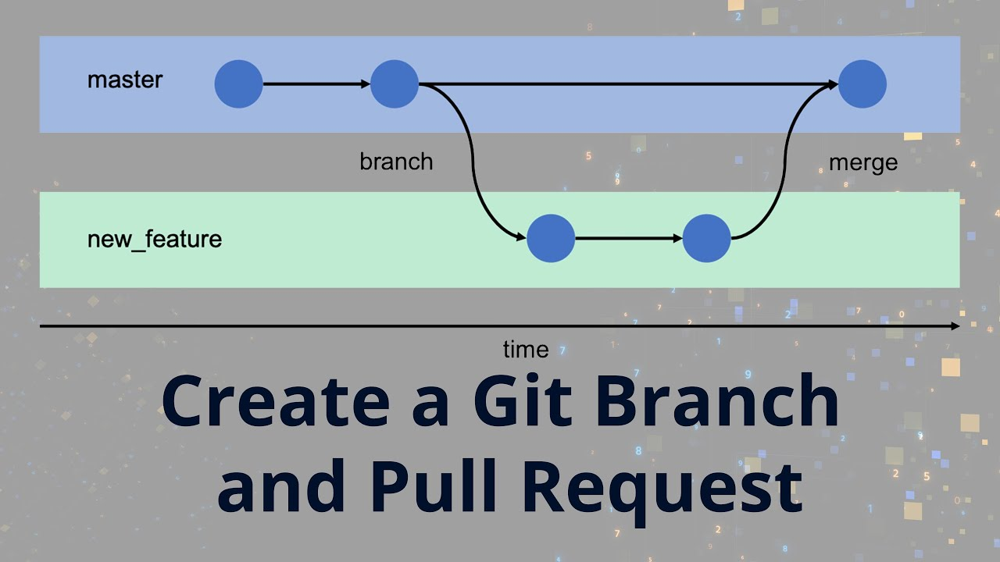 master
branch
merge
new_feature
time
Create a Git Branch
and Pull Request